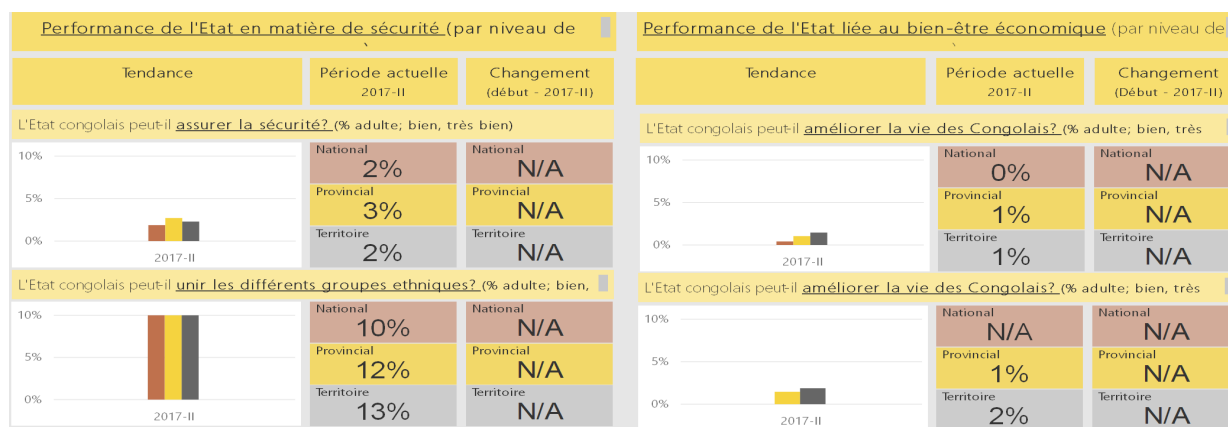 Performance de l'Etat en matière de sécurité (par niveau de
Tendance
Période actuelle
2017-II
Changement
(début - 2017-II)
L'Etat congolais peut-il assurer la sécurité? (% adulte; bien, très bien)
10%
5%
0%
2017-II
National
2%
National
N/A
Provincial
3%
Provincial
N/A
Territoire
2%
Territoire
N/A
L'Etat congolais peut-il unir les différents groupes ethniques? (% adulte; bien,
10%
5%
0%
2017-II
National
10%
National
N/A
Provincial
12%
Provincial
N/A
Territoire
13%
Territoire
N/A
Performance de l'Etat liée au bien-être économique (par niveau de
Tendance
Période actuelle
2017-II
Changement
(Début - 2017-II)
L'Etat congolais peut-il améliorer la vie des Congolais? (% adulte; bien, très
10%
5%
0%
2017-II
National
0%
National
N/A
Provincial
1%
Provincial
N/A
Territoire
1%
Territoire
N/A
L'Etat congolais peut-il améliorer la vie des Congolais? (% adulte; bien, très
10%
5%
0%
2017-II
National
N/A
National
N/A
Provincial
1%
Provincial
N/A
Territoire
2%
Territoire
N/A